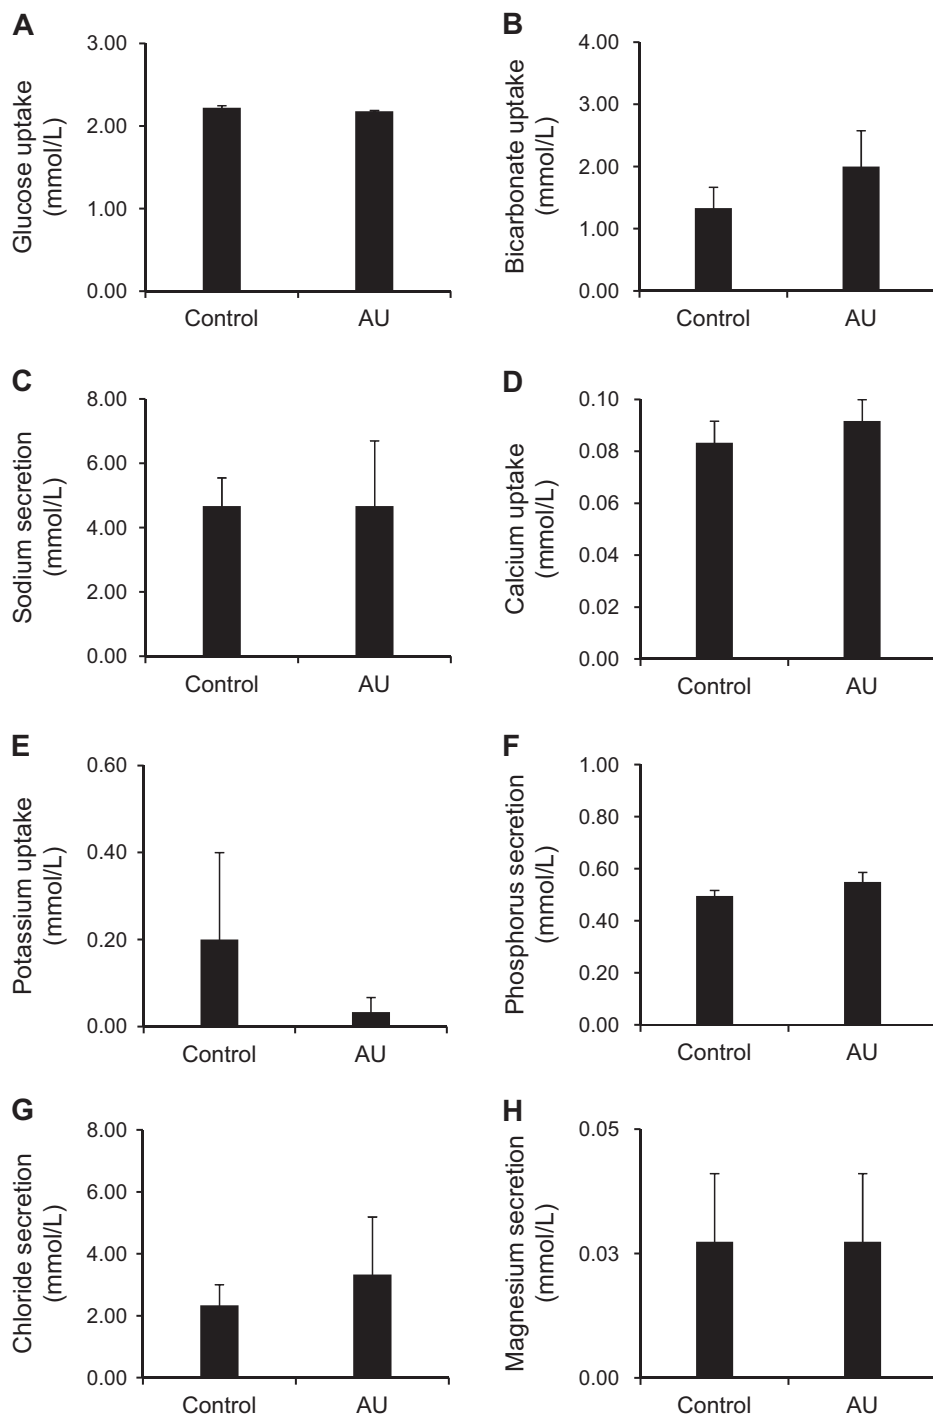 A
Glucose uptake
(mmol/L)
3.00
2.00
1.00
0.00
Control AU
B
Bicarbonate uptake
(mmol/L)
4.00
3.00
2.00
1.00
0.00
Control AU
C
Sodium secretion
(mmol/L)
8.00
6.00
4.00
2.00
0.00
Control AU
D
Calcium uptake
(mmol/L)
0.10
0.08
0.06
0.04
0.02
0.00
Control AU
E
Potassium uptake
(mmol/L)
0.60
0.40
0.20
0.00
Control AU
F
Phosphorus secretion
(mmol/L)
1.00
0.80
0.60
0.40
0.20
0.00
Control AU
G
Chloride secretion
(mmol/L)
8.00
6.00
4.00
2.00
0.00
Control AU
H
Magnesium secretion
(mmol/L)
0.05
0.03
0.00
Control AU